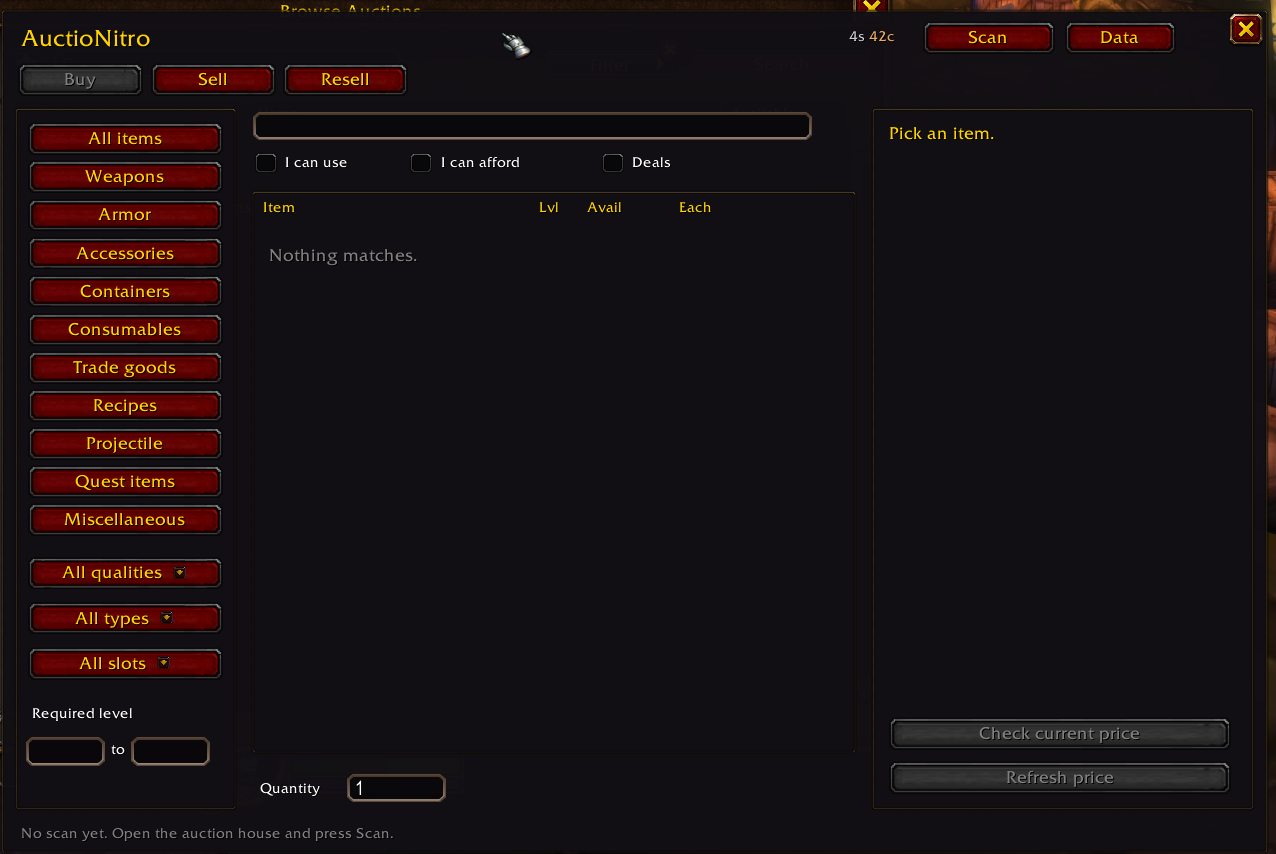 Browse Auctions
AuctioNitro
4s 42c
Scan
Data
Buy
Sell
Resell
All items
Weapons
Armor
Accessories
Containers
Consumables
Trade goods
Recipes
Projectile
Quest items
Miscellaneous
All qualities
All types
All slots
Required level
to
I can use
I can afford
Deals
Item Lvl Avail Each
Nothing matches.
Quantity 1
Pick an item.
Check current price
Refresh price
No scan yet. Open the auction house and press Scan.